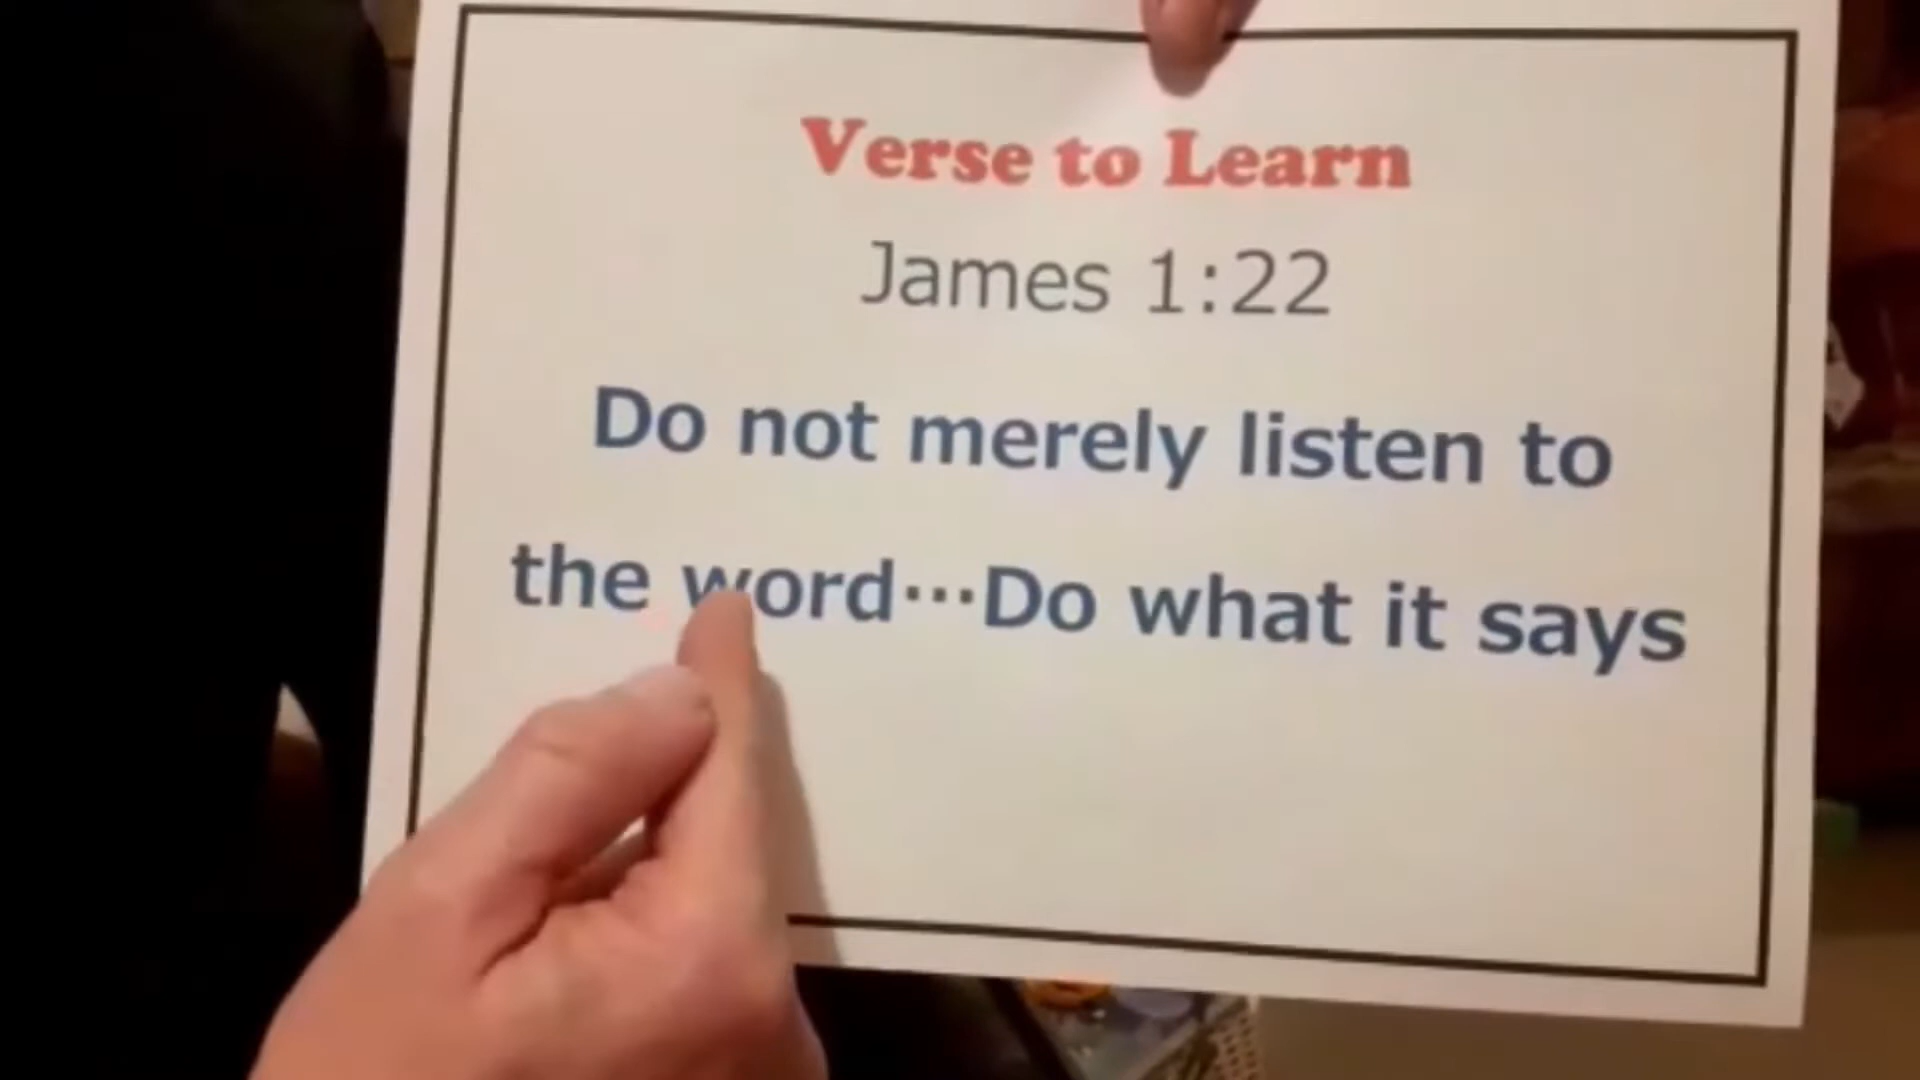 Verse to Learn
James 1:22
Do not merely listen to
the word...Do what it says